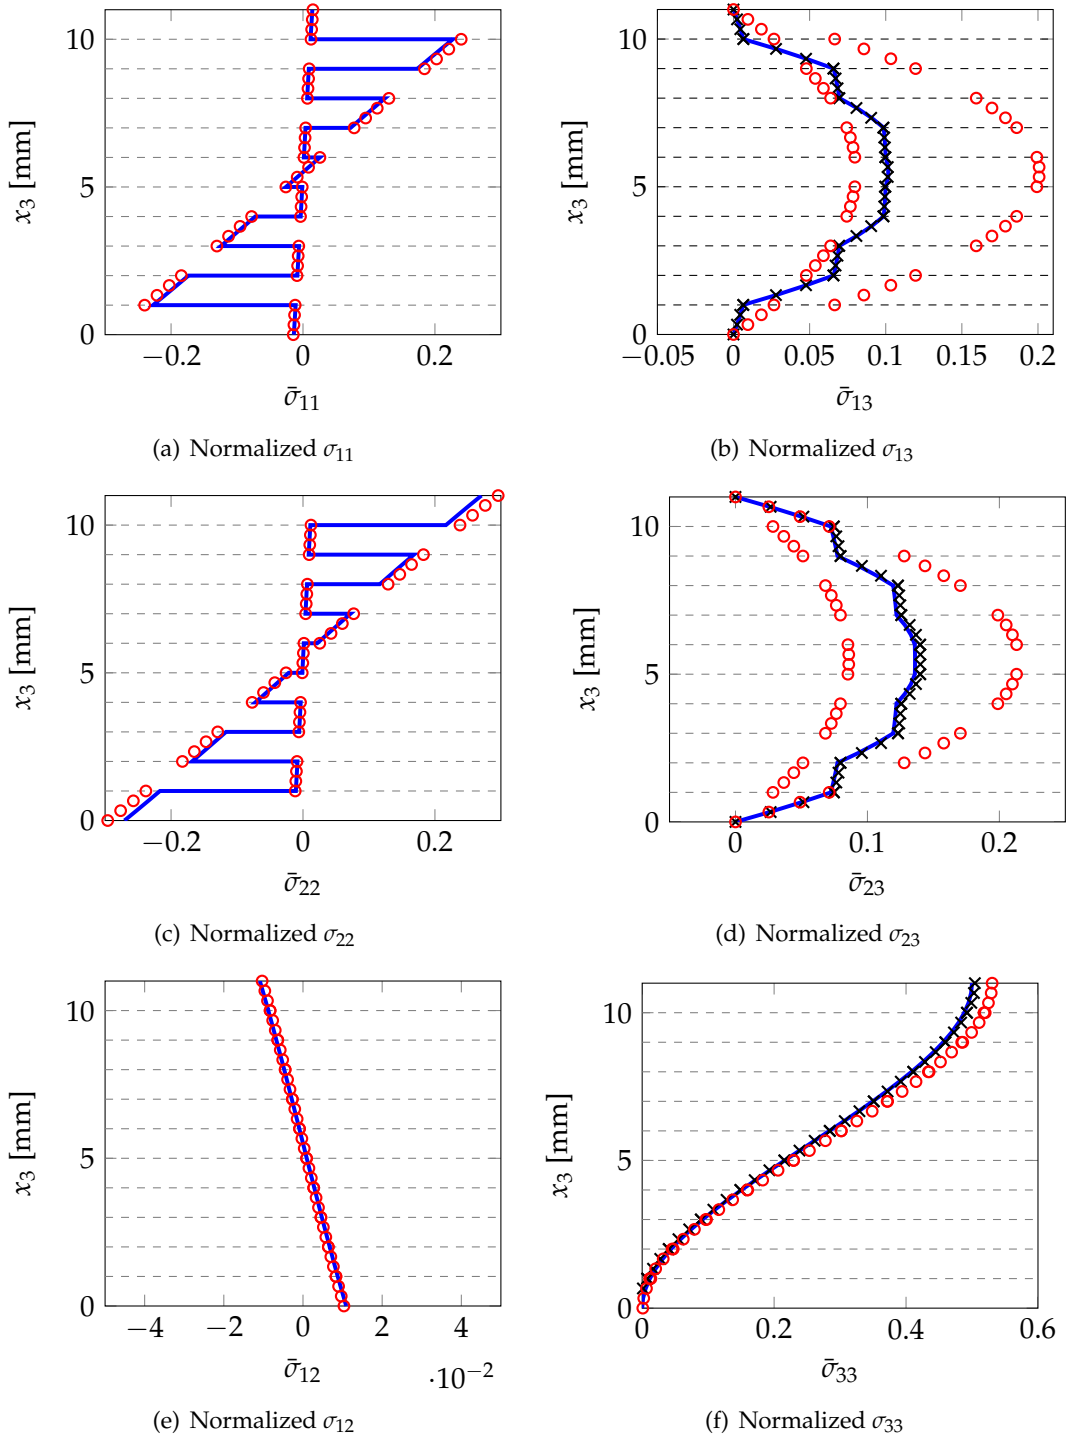 10
5
0
x₃ [mm]
−0.2
0
0.2
σ̄₁₁
(a) Normalized σ₁₁
10
5
0
x₃ [mm]
−0.05
0
0.05
0.1
0.15
0.2
σ̄₁₃
(b) Normalized σ₁₃
10
5
0
x₃ [mm]
−0.2
0
0.2
σ̄₂₂
(c) Normalized σ₂₂
10
5
0
x₃ [mm]
0
0.1
0.2
σ̄₂₃
(d) Normalized σ₂₃
10
5
0
x₃ [mm]
−4
−2
0
2
4
·10⁻²
σ̄₁₂
(e) Normalized σ₁₂
10
5
0
x₃ [mm]
0
0.2
0.4
0.6
σ̄₃₃
(f) Normalized σ₃₃